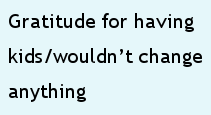 Gratitude for having
kids/wouldn't change
anything